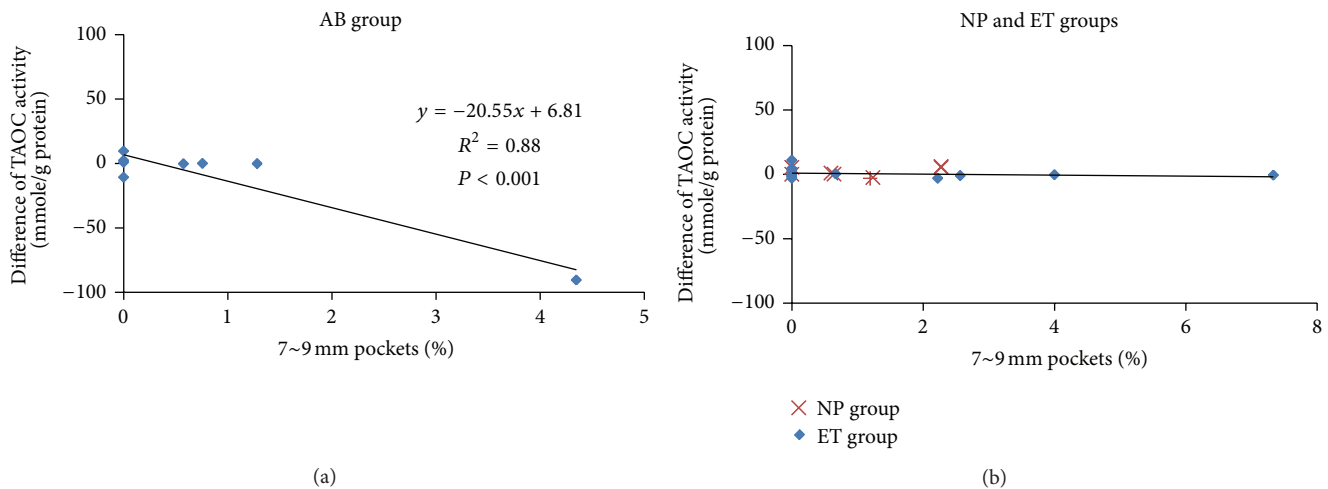 AB group
100
50
0
−50
−100
Difference of TAOC activity
(mmole/g protein)
y = −20.55x + 6.81
R² = 0.88
P < 0.001
0 1 2 3 4 5
7~9 mm pockets (%)
(a)
NP and ET groups
100
50
0
−50
−100
Difference of TAOC activity
(mmole/g protein)
0 2 4 6 8
7~9 mm pockets (%)
NP group
ET group
(b)